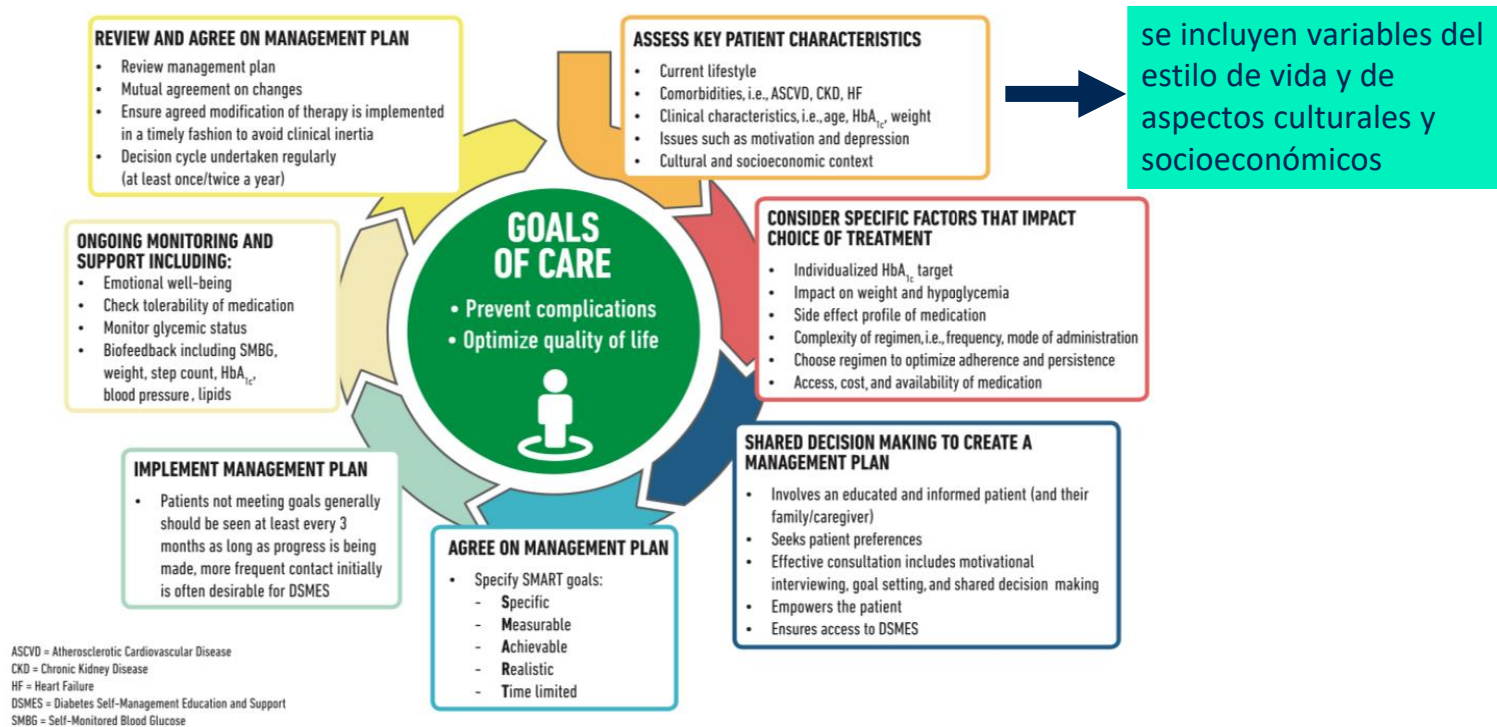 REVIEW AND AGREE ON MANAGEMENT PLAN
• Review management plan
• Mutual agreement on changes
• Ensure agreed modification of therapy is implemented
in a timely fashion to avoid clinical inertia
• Decision cycle undertaken regularly
(at least once/twice a year)
ASSESS KEY PATIENT CHARACTERISTICS
• Current lifestyle
• Comorbidities, i.e., ASCVD, CKD, HF
• Clinical characteristics, i.e., age, HbA1c, weight
• Issues such as motivation and depression
• Cultural and socioeconomic context
se incluyen variables del
estilo de vida y de
aspectos culturales y
socioeconómicos
ONGOING MONITORING AND
SUPPORT INCLUDING:
• Emotional well-being
• Check tolerability of medication
• Monitor glycemic status
• Biofeedback including SMBG,
weight, step count, HbA1c,
blood pressure, lipids
GOALS
OF CARE
• Prevent complications
• Optimize quality of life
CONSIDER SPECIFIC FACTORS THAT IMPACT
CHOICE OF TREATMENT
• Individualized HbA1c target
• Impact on weight and hypoglycemia
• Side effect profile of medication
• Complexity of regimen, i.e., frequency, mode of administration
• Choose regimen to optimize adherence and persistence
• Access, cost, and availability of medication
IMPLEMENT MANAGEMENT PLAN
• Patients not meeting goals generally
should be seen at least every 3
months as long as progress is being
made, more frequent contact initially
is often desirable for DSMES
AGREE ON MANAGEMENT PLAN
• Specify SMART goals:
- Specific
- Measurable
- Achievable
- Realistic
- Time limited
SHARED DECISION MAKING TO CREATE A
MANAGEMENT PLAN
• Involves an educated and informed patient (and their
family/caregiver)
• Seeks patient preferences
• Effective consultation includes motivational
interviewing, goal setting, and shared decision making
• Empowers the patient
• Ensures access to DSMES
ASCVD = Atherosclerotic Cardiovascular Disease
CKD = Chronic Kidney Disease
HF = Heart Failure
DSMES = Diabetes Self-Management Education and Support
SMBG = Self-Monitored Blood Glucose